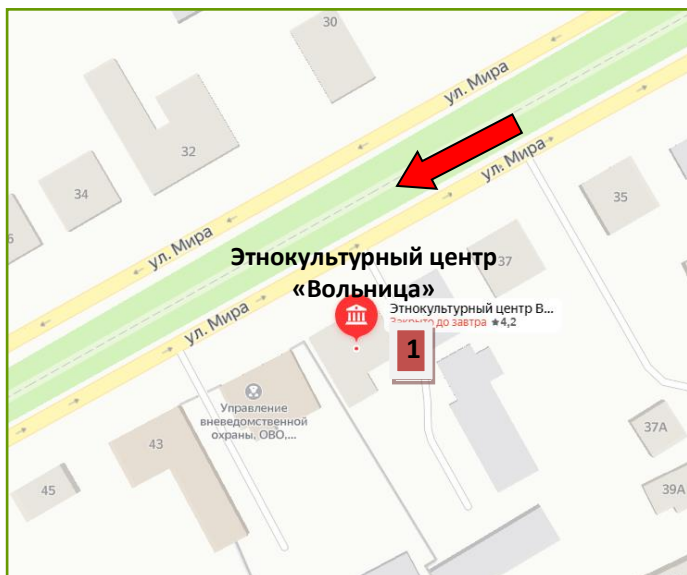 30
ул. Мира
32
ул. Мира
34
35
6
ул. Мира
Этнокультурный центр
«Вольница»
37
Этнокультурный центр В...
Закрыто до завтра ★4,2
ул. Мира
1
Управление
вневедомственной
охраны, ОВО,...
37А
43
45
39А